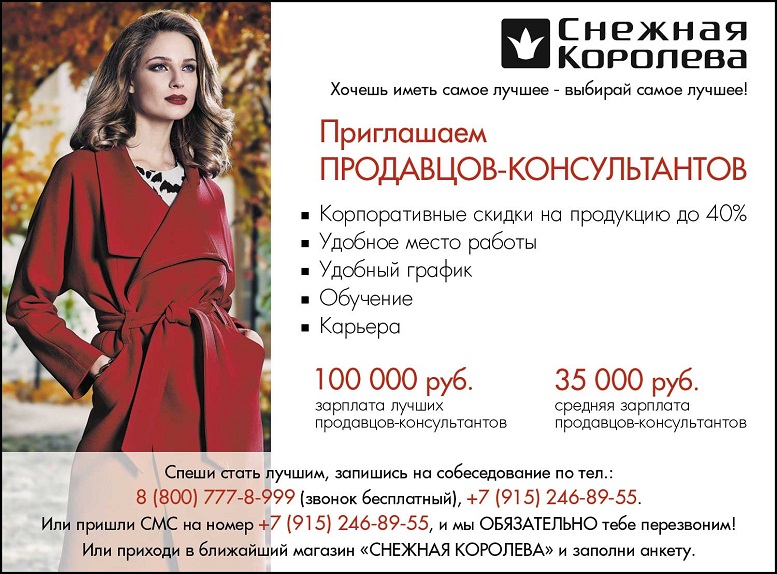 Снежная
Королева
Хочешь иметь самое лучшее - выбирай самое лучшее!
Приглашаем
ПРОДАВЦОВ-КОНСУЛЬТАНТОВ
▪ Корпоративные скидки на продукцию до 40%
▪ Удобное место работы
▪ Удобный график
▪ Обучение
▪ Карьера
100 000 руб.
зарплата лучших
продавцов-консультантов
35 000 руб.
средняя зарплата
продавцов-консультантов
Спеши стать лучшим, запишись на собеседование по тел.:
8 (800) 777-8-999 (звонок бесплатный), +7 (915) 246-89-55.
Или пришли СМС на номер +7 (915) 246-89-55, и мы ОБЯЗАТЕЛЬНО тебе перезвоним!
Или приходи в ближайший магазин «СНЕЖНАЯ КОРОЛЕВА» и заполни анкету.